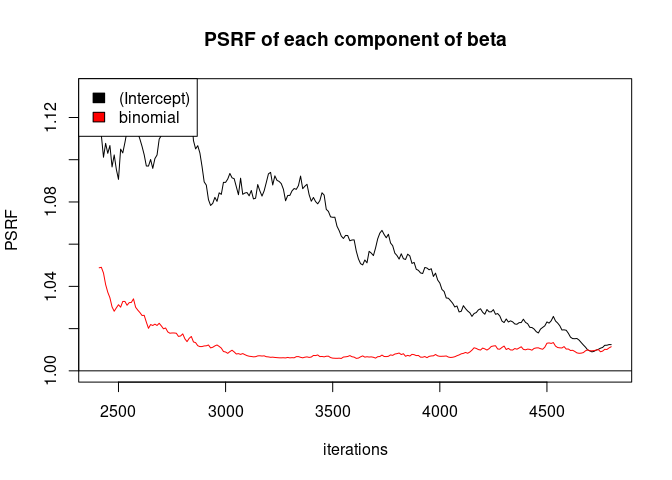 PSRF of each component of beta
(Intercept)
binomial
PSRF
1.12
1.08
1.04
1.00
2500 3000 3500 4000 4500
iterations